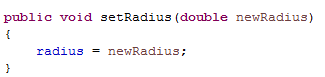 public void setRadius(double newRadius)
{
    radius = newRadius;
}